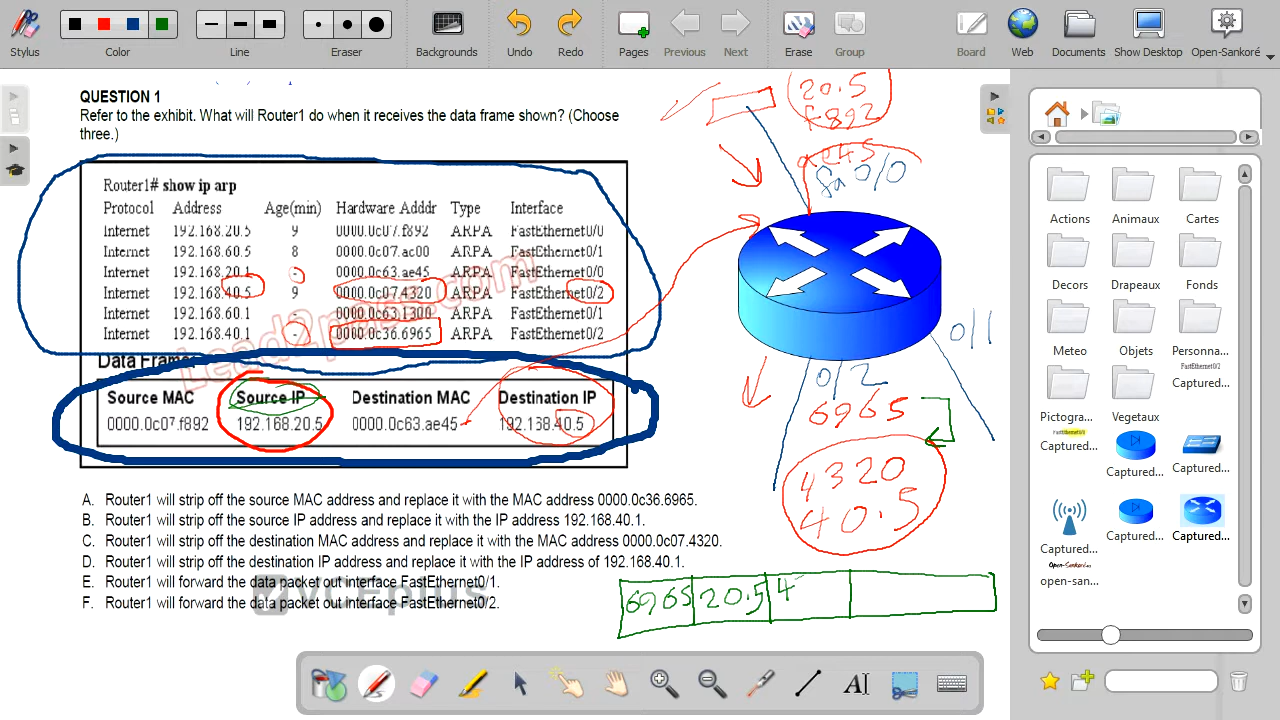 Stylus
Color
Line
Eraser
Backgrounds
Undo
Redo
Pages
Previous
Next
Erase
Group
Board
Web
Documents
Show Desktop
Open-Sankoré
QUESTION 1
Refer to the exhibit. What will Router1 do when it receives the data frame shown? (Choose
three.)
Router1# show ip arp
Protocol Address Age(min) Hardware Adddr Type Interface
Internet 192.168.20.5 9 0000.0c07.f892 ARPA FastEthernet0/0
Internet 192.168.60.5 8 0000.0c07.ac00 ARPA FastEthernet0/1
Internet 192.168.20.1 - 0000.0c63.ae45 ARPA FastEthernet0/0
Internet 192.168.40.5 9 0000.0c07.4320 ARPA FastEthernet0/2
Internet 192.168.60.1 - 0000.0c63.1300 ARPA FastEthernet0/1
Internet 192.168.40.1 - 0000.0c36.6965 ARPA FastEthernet0/2
Lead2pass.com
Data Frame
Source MAC Source IP Destination MAC Destination IP
0000.0c07.f892 192.168.20.5 0000.0c63.ae45 192.138.40.5
A. Router1 will strip off the source MAC address and replace it with the MAC address 0000.0c36.6965.
B. Router1 will strip off the source IP address and replace it with the IP address 192.168.40.1.
C. Router1 will strip off the destination MAC address and replace it with the MAC address 0000.0c07.4320.
D. Router1 will strip off the destination IP address and replace it with the IP address of 192.168.40.1.
E. Router1 will forward the data packet out interface FastEthernet0/1.
F. Router1 will forward the data packet out interface FastEthernet0/2.
VCEplus
20.5
f892
ae45
fa 0/0
0/1
0/2
6965
4320
40.5
6965 20.5 4
Actions
Animaux
Cartes
Decors
Drapeaux
Fonds
Meteo
Objets
Personna...
FastEthernet0/2
Captured...
Pictogra...
Vegetaux
FastEthernet0/0
Captured...
Captured...
Captured...
Captured...
Captured...
Captured...
Open-Sankoré
open-san...